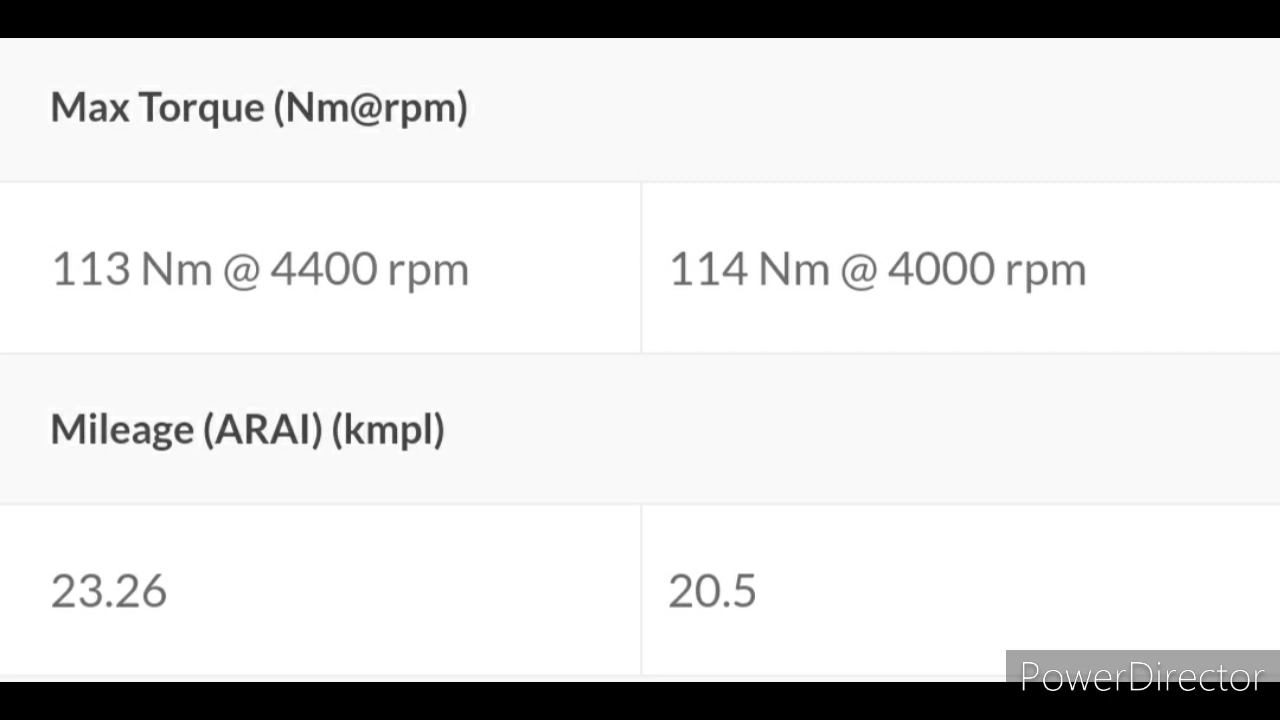 Max Torque (Nm@rpm)
113 Nm @ 4400 rpm
114 Nm @ 4000 rpm
Mileage (ARAI) (kmpl)
23.26
20.5
PowerDirector